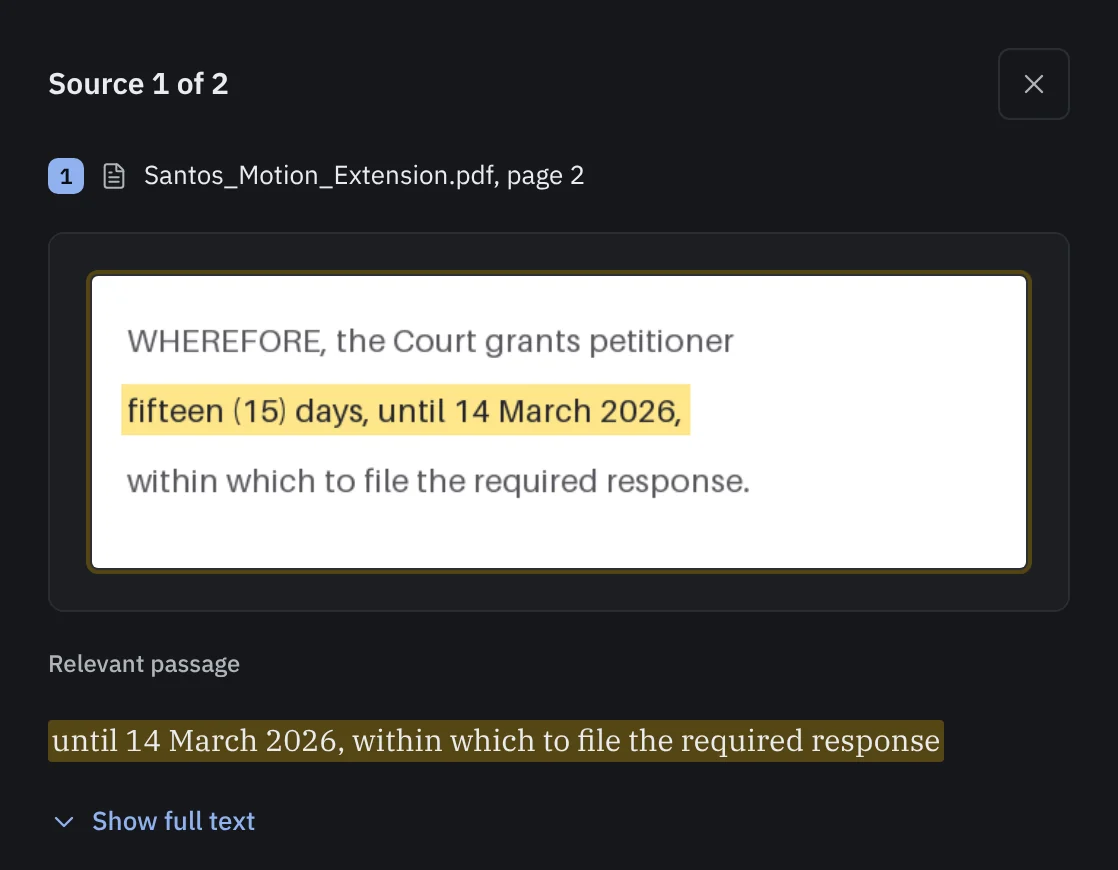 Source 1 of 2
1 Santos_Motion_Extension.pdf, page 2
WHEREFORE, the Court grants petitioner
fifteen (15) days, until 14 March 2026,
within which to file the required response.
Relevant passage
until 14 March 2026, within which to file the required response
Show full text